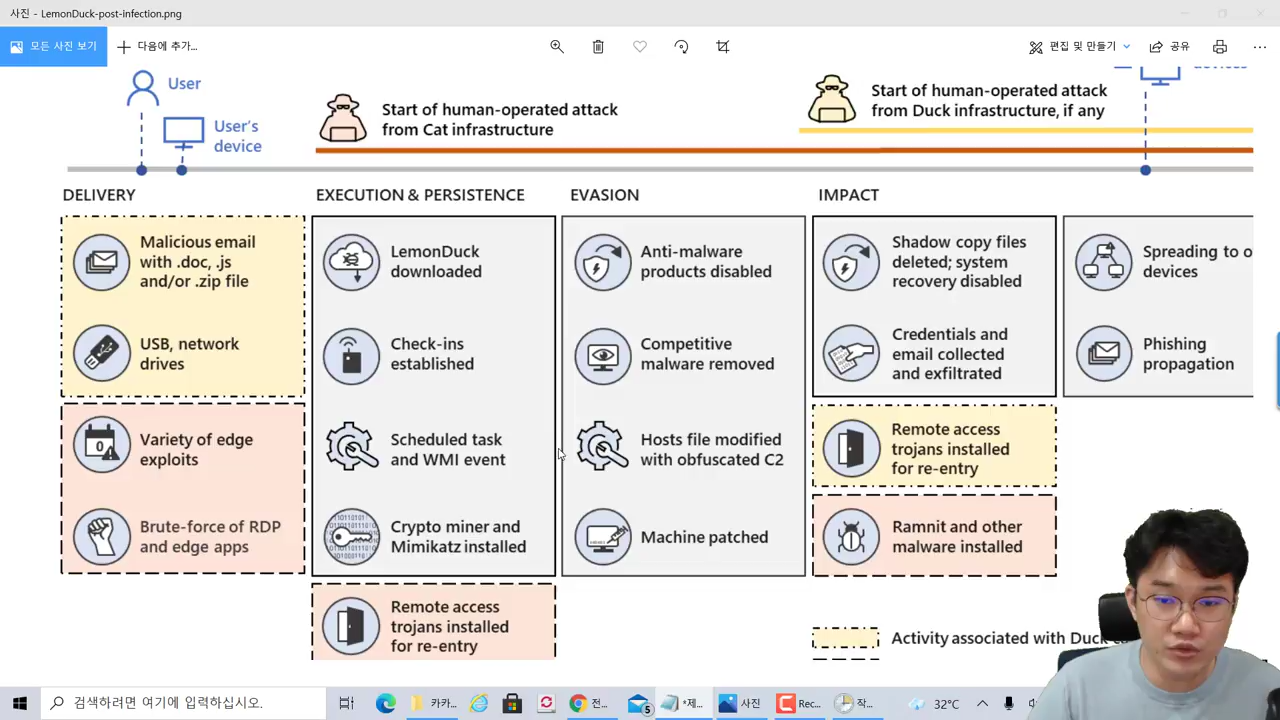 사진 - LemonDuck-post-infection.png
모든 사진 보기
다음에 추가...
편집 및 만들기
공유
User
User's
device
Start of human-operated attack
from Cat infrastructure
Start of human-operated attack
from Duck infrastructure, if any
DELIVERY
EXECUTION & PERSISTENCE
EVASION
IMPACT
Malicious email
with .doc, .js
and/or .zip file
USB, network
drives
Variety of edge
exploits
Brute-force of RDP
and edge apps
LemonDuck
downloaded
Check-ins
established
Scheduled task
and WMI event
Crypto miner and
Mimikatz installed
Remote access
trojans installed
for re-entry
Anti-malware
products disabled
Competitive
malware removed
Hosts file modified
with obfuscated C2
Machine patched
Shadow copy files
deleted; system
recovery disabled
Credentials and
email collected
and exfiltrated
Remote access
trojans installed
for re-entry
Ramnit and other
malware installed
Spreading to o
devices
Phishing
propagation
Activity associated with Duck
검색하려면 여기에 입력하십시오.
카카...
전...
5
*제...
사진
Rec...
작...
32°C